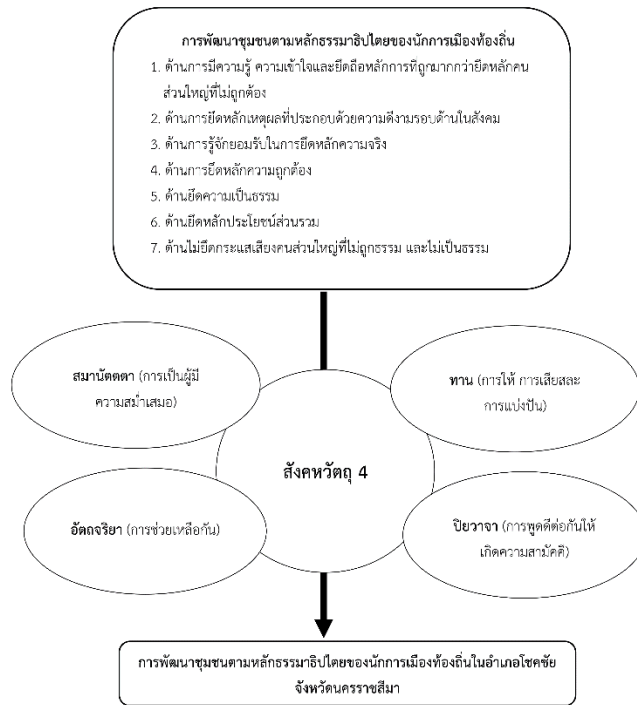 การพัฒนาชุมชนตามหลักธรรมาธิปไตยของนักการเมืองท้องถิ่น
1. ด้านการมีความรู้ ความเข้าใจและยึดถือหลักการที่ถูกมากกว่ายึดหลักคน
ส่วนใหญ่ที่ไม่ถูกต้อง
2. ด้านการยึดหลักเหตุผลที่ประกอบด้วยความดีงามรอบด้านในสังคม
3. ด้านการรู้จักยอมรับในการยึดหลักความจริง
4. ด้านการยึดหลักความถูกต้อง
5. ด้านยึดความเป็นธรรม
6. ด้านยึดหลักประโยชน์ส่วนรวม
7. ด้านไม่ยึดกระแสเสียงคนส่วนใหญ่ที่ไม่ถูกธรรม และไม่เป็นธรรม
สมานัตตตา (การเป็นผู้มี
ความสม่ำเสมอ)
ทาน (การให้ การเสียสละ
การแบ่งปัน)
สังคหวัตถุ 4
อัตถจริยา (การช่วยเหลือกัน)
ปิยวาจา (การพูดดีต่อกันให้
เกิดความสามัคคี)
การพัฒนาชุมชนตามหลักธรรมาธิปไตยของนักการเมืองท้องถิ่นในอำเภอโชคชัย
จังหวัดนครราชสีมา